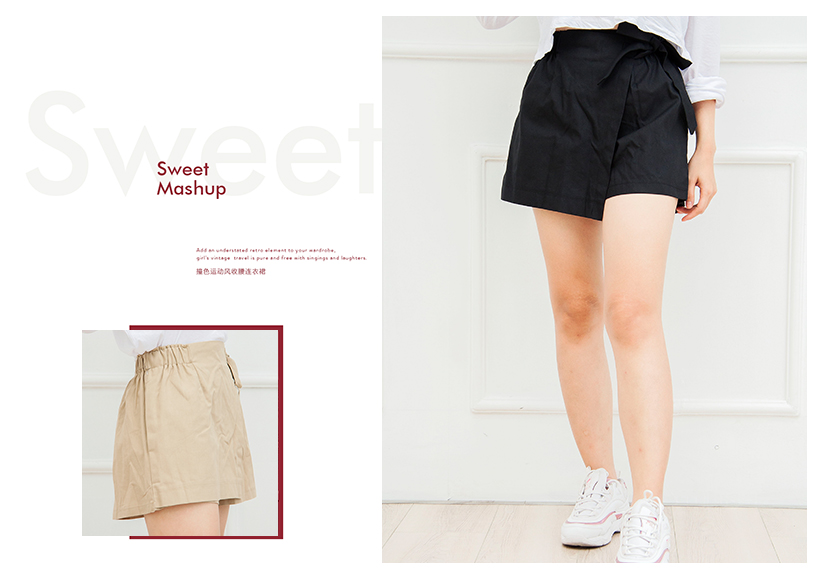 Sweet
Sweet
Mashup
Add an understated retro element to your wardrobe,
girl's vintage travel is pure and free with singings and laughters.
撞色运动风收腰连衣裙